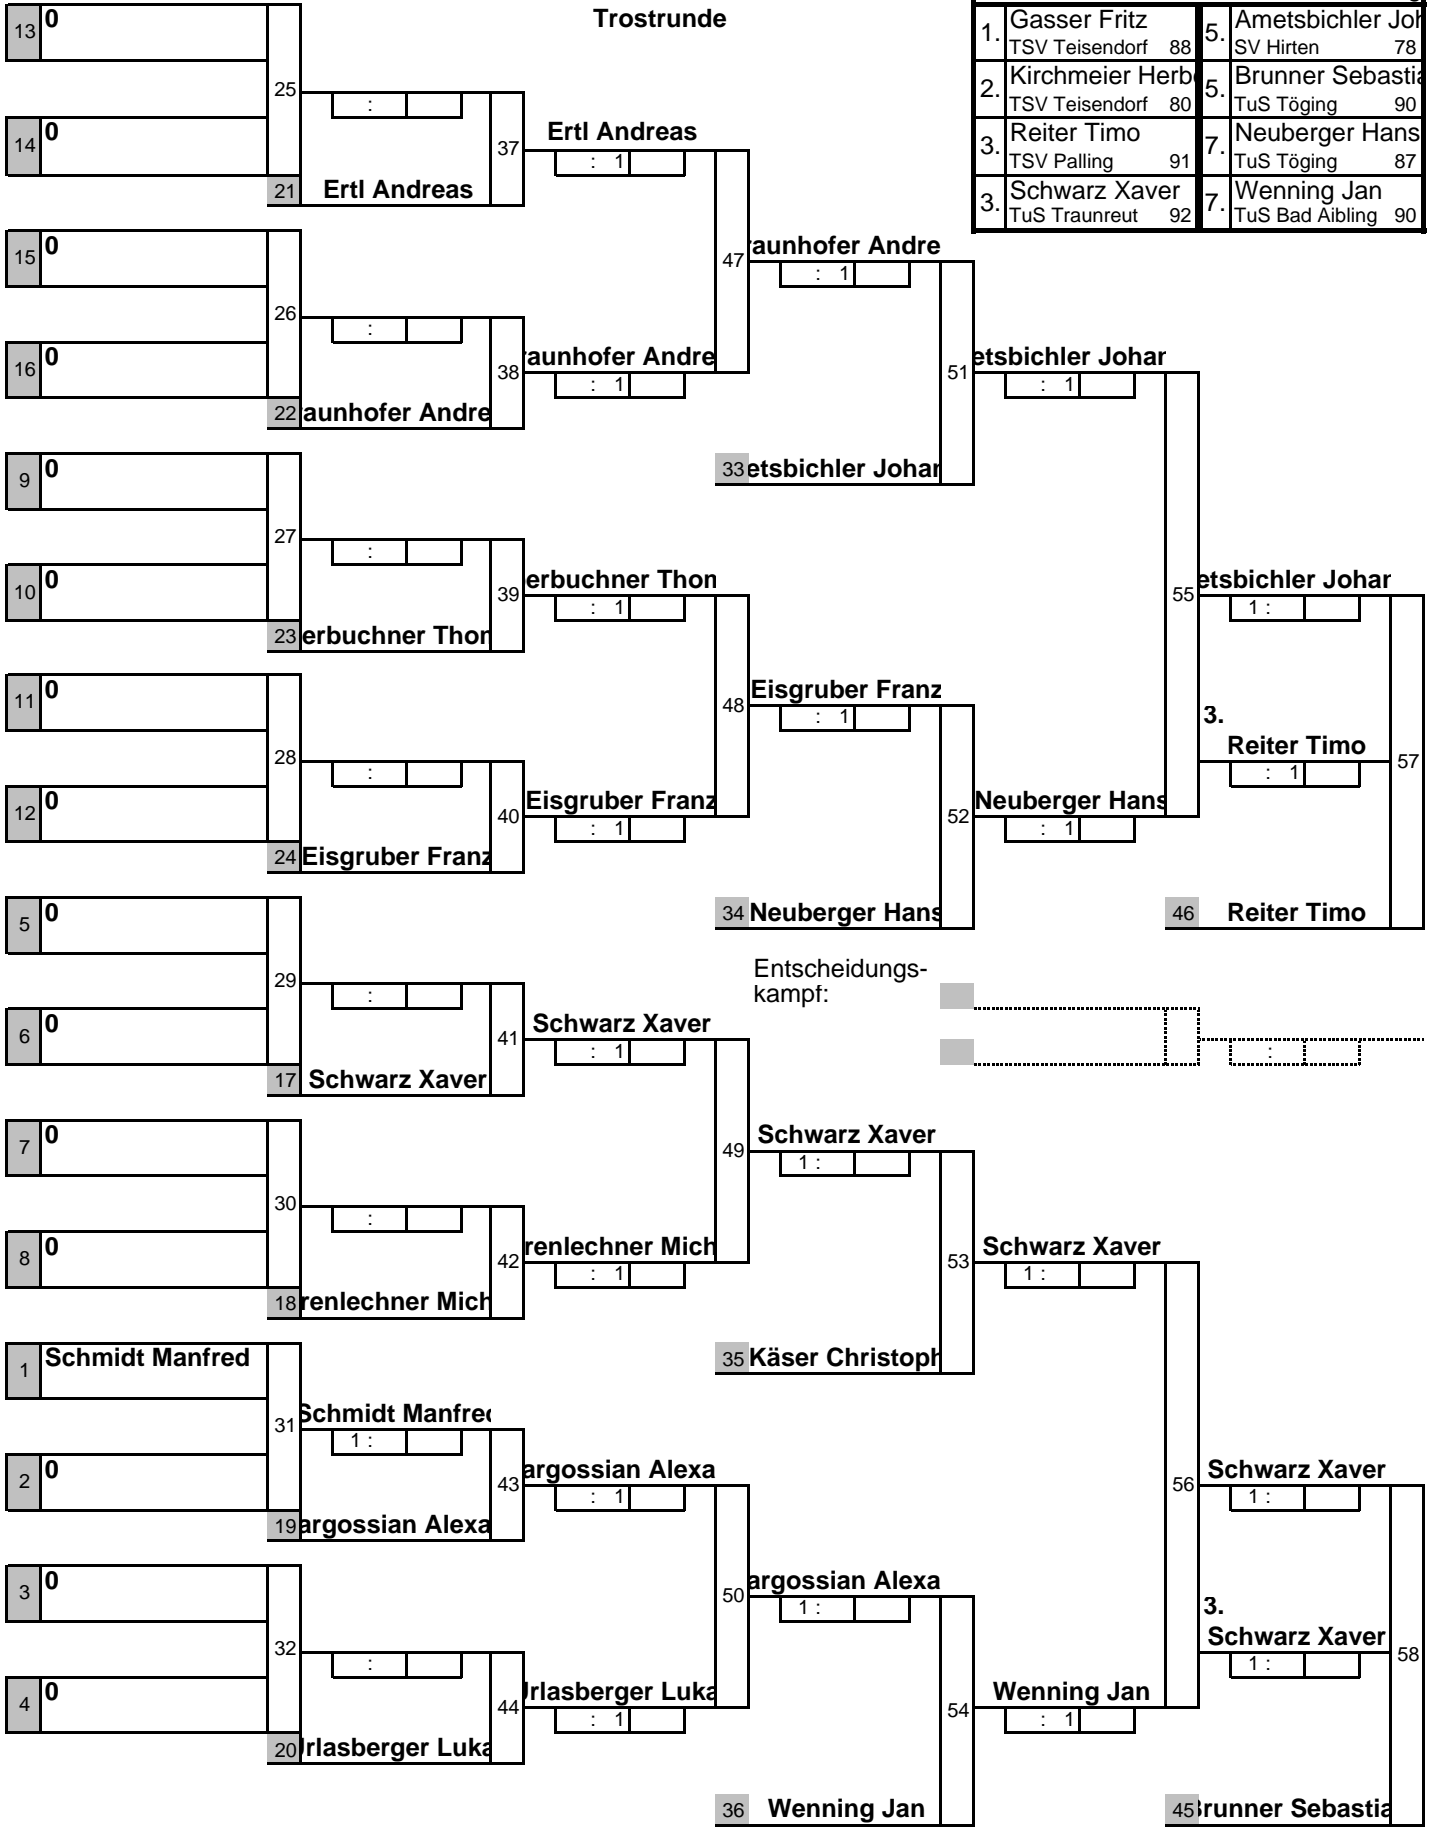 Trostrunde
1. Gasser Fritz
TSV Teisendorf 88
5. Ametsbichler Joh
SV Hirten 78
2. Kirchmeier Herb
TSV Teisendorf 80
5. Brunner Sebastia
TuS Töging 90
3. Reiter Timo
TSV Palling 91
7. Neuberger Hans
TuS Töging 87
3. Schwarz Xaver
TuS Traunreut 92
7. Wenning Jan
TuS Bad Aibling 90
13 0
25
:
14 0
21 Ertl Andreas
37
Ertl Andreas
: 1
15 0
26
:
16 0
22 aunhofer Andre
38
raunhofer Andre
: 1
47
raunhofer Andre
: 1
33 etsbichler Johar
51
etsbichler Johar
: 1
9 0
27
:
10 0
23 erbuchner Thor
39
erbuchner Thon
: 1
11 0
28
:
12 0
24 Eisgruber Franz
40
Eisgruber Franz
: 1
48
Eisgruber Franz
: 1
34 Neuberger Hans
52
Neuberger Hans
: 1
55
etsbichler Johar
1 :
3.
Reiter Timo
: 1
57
46 Reiter Timo
Entscheidungs-
kampf:
:
5 0
29
:
6 0
17 Schwarz Xaver
41
Schwarz Xaver
: 1
7 0
30
:
8 0
18 renlechner Mich
42
renlechner Mich
: 1
49
Schwarz Xaver
1 :
35 Käser Christoph
53
Schwarz Xaver
1 :
1 Schmidt Manfred
31
Schmidt Manfred
1 :
2 0
19 argossian Alexa
43
argossian Alexa
: 1
3 0
32
:
4 0
20 Urlasberger Luka
44
Urlasberger Luka
: 1
50
argossian Alexa
1 :
36 Wenning Jan
54
Wenning Jan
: 1
56
Schwarz Xaver
1 :
3.
Schwarz Xaver
1 :
58
45 Brunner Sebastia